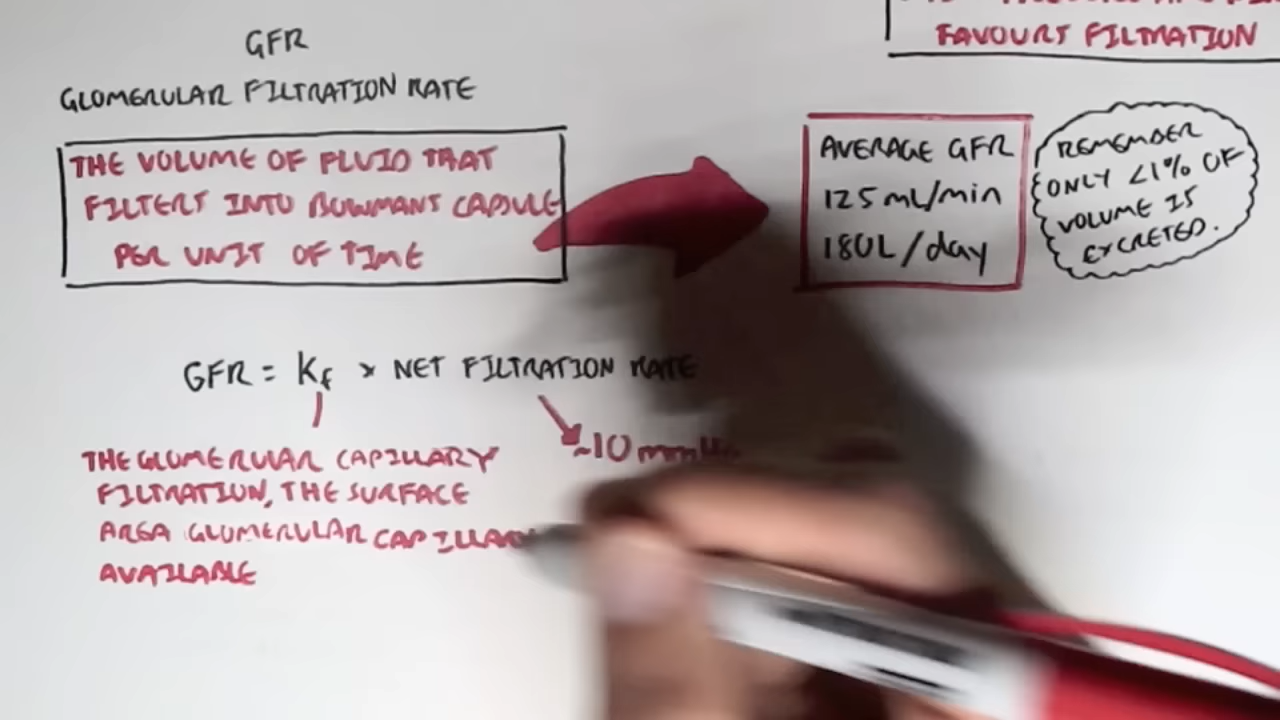 GFR
GLOMERULAR FILTRATION RATE
THE VOLUME OF FLUID THAT
FILTERS INTO BOWMANS CAPSULE
PER UNIT OF TIME
FAVOURS FILTRATION
AVERAGE GFR
125 mL/min
180L/day
REMEMBER
ONLY <1% OF
VOLUME IS
EXCRETED.
GFR = Kf × NET FILTRATION RATE
~10 mmHg
THE GLOMERULAR CAPILLARY
FILTRATION, THE SURFACE
AREA GLOMERULAR CAPILLARY
AVAILABLE